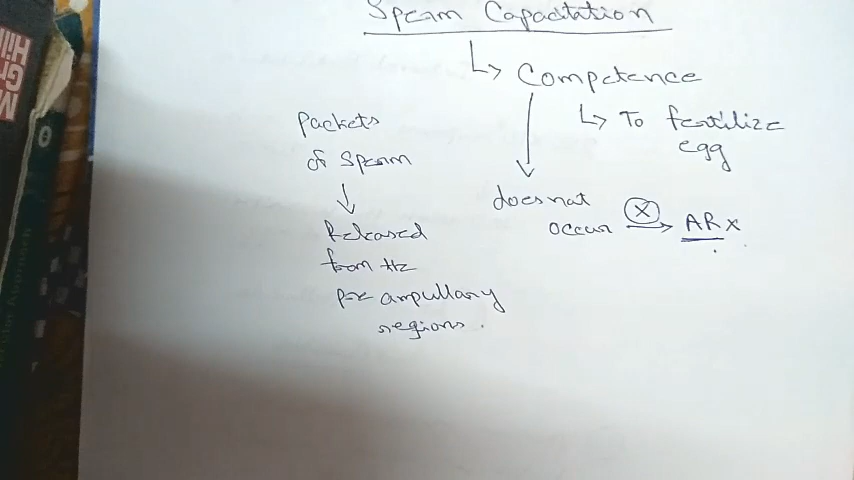 Sperm Capacitation
↳ Competence
↳ To fertilize
egg
does not
occur ⓧ→ ARx
Packets
of Sperm
↓
Released
from the
pre ampullary
regions.